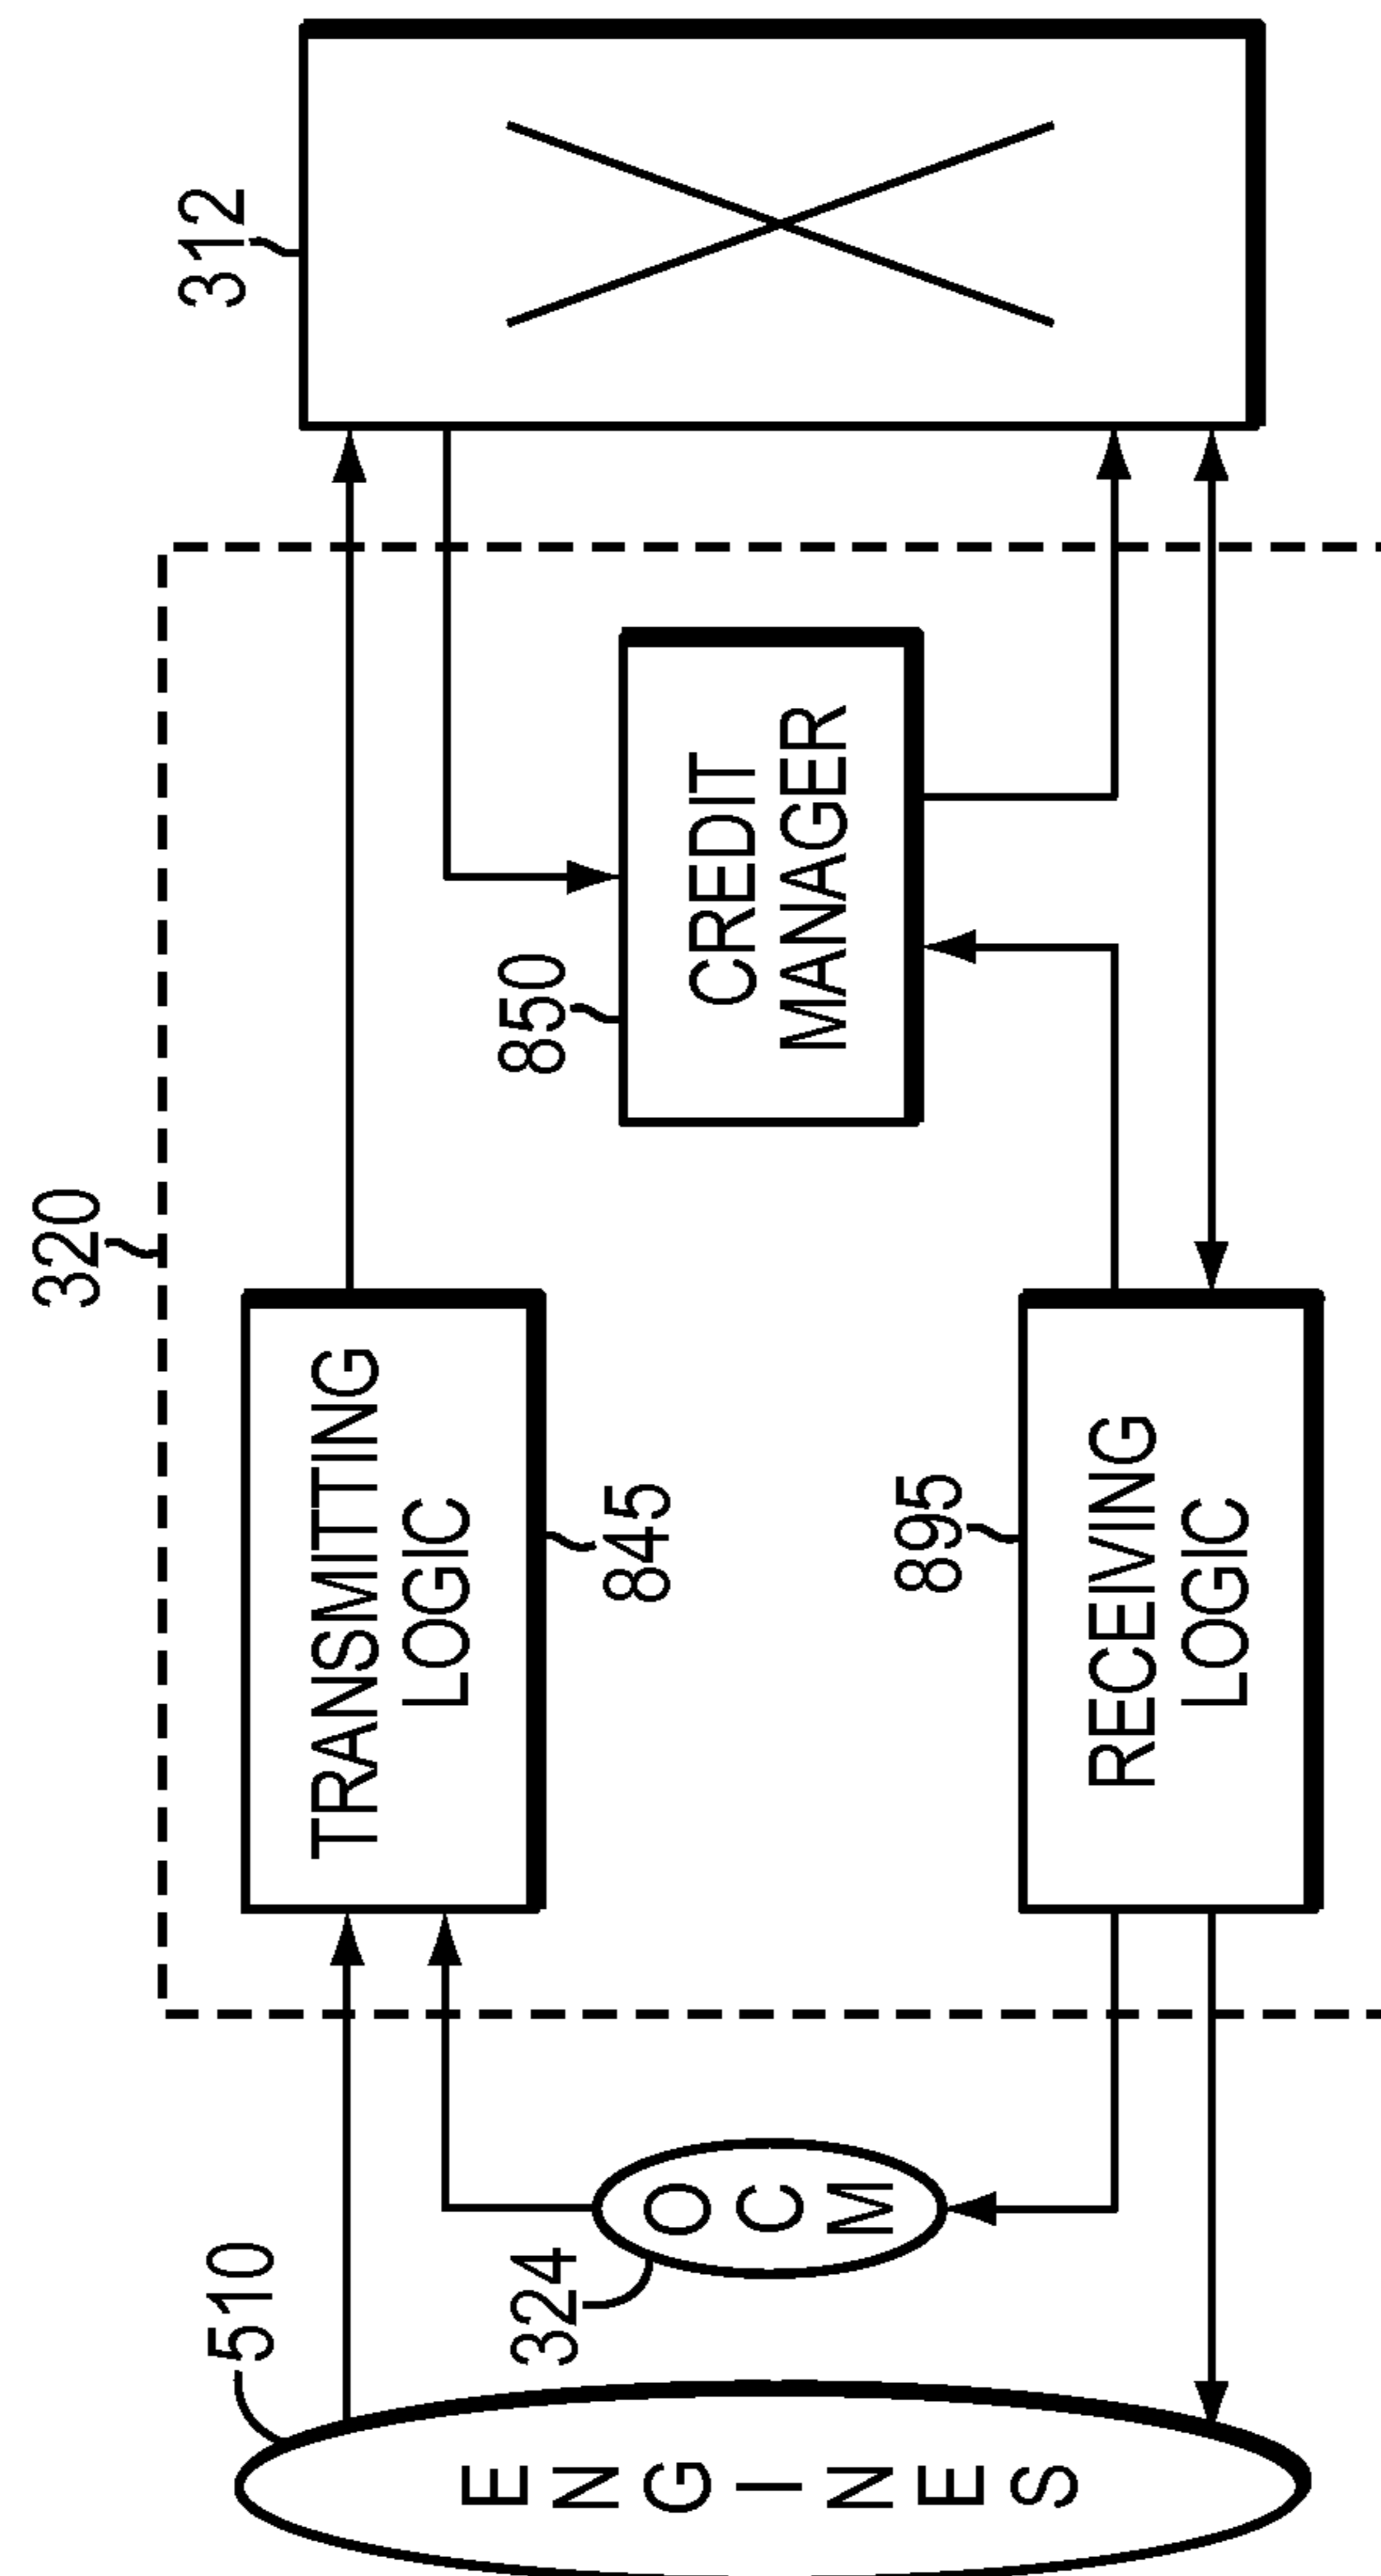 320
510
324
OCM
ENGINES
TRANSMITTING
LOGIC
845
895
RECEIVING
LOGIC
850
CREDIT
MANAGER
312